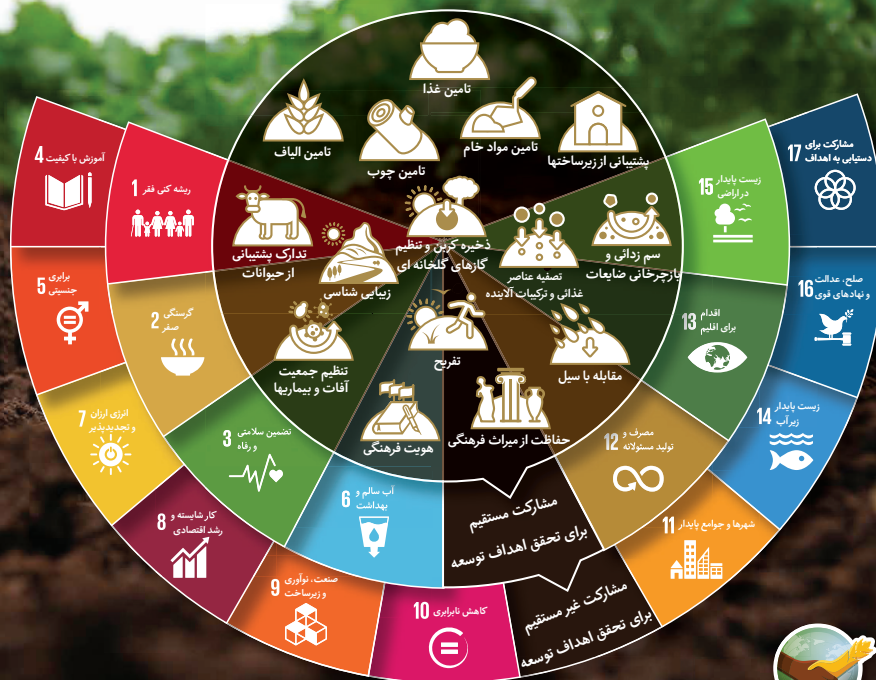 تامین غذا
تامین الیاف
تامین چوب
تامین مواد خام
پشتیبانی از زیرساختها
تدارک پشتیبانی
از حیوانات
زیبایی شناسی
ذخیره کربن و تنظیم
گازهای گلخانه ای
تصفیه عناصر
غذائی و ترکیبات آلاینده
سم زدائی و
بازچرخانی ضایعات
تنظیم جمعیت
آفات و بیماریها
تفریح
مقابله با سیل
هویت فرهنگی
حفاظت از میراث فرهنگی
1 ریشه کنی فقر
2 گرسنگی
صفر
3 تضمین سلامتی
و رفاه
6 آب سالم و
بهداشت
مشارکت مستقیم
برای تحقق اهداف توسعه
12 مصرف و
تولید مسئولانه
13 اقدام
برای اقلیم
15 زیست پایدار
در اراضی
4 آموزش با کیفیت
5 برابری
جنسیتی
7 انرژی ارزان
و تجدیدپذیر
8 کار شایسته و
رشد اقتصادی
9 صنعت، نوآوری
و زیرساخت
10 کاهش نابرابری
مشارکت غیر مستقیم
برای تحقق اهداف توسعه
11 شهرها و جوامع پایدار
14 زیست پایدار
زیر آب
16 صلح، عدالت
و نهادهای قوی
17 مشارکت برای
دستیابی به اهداف